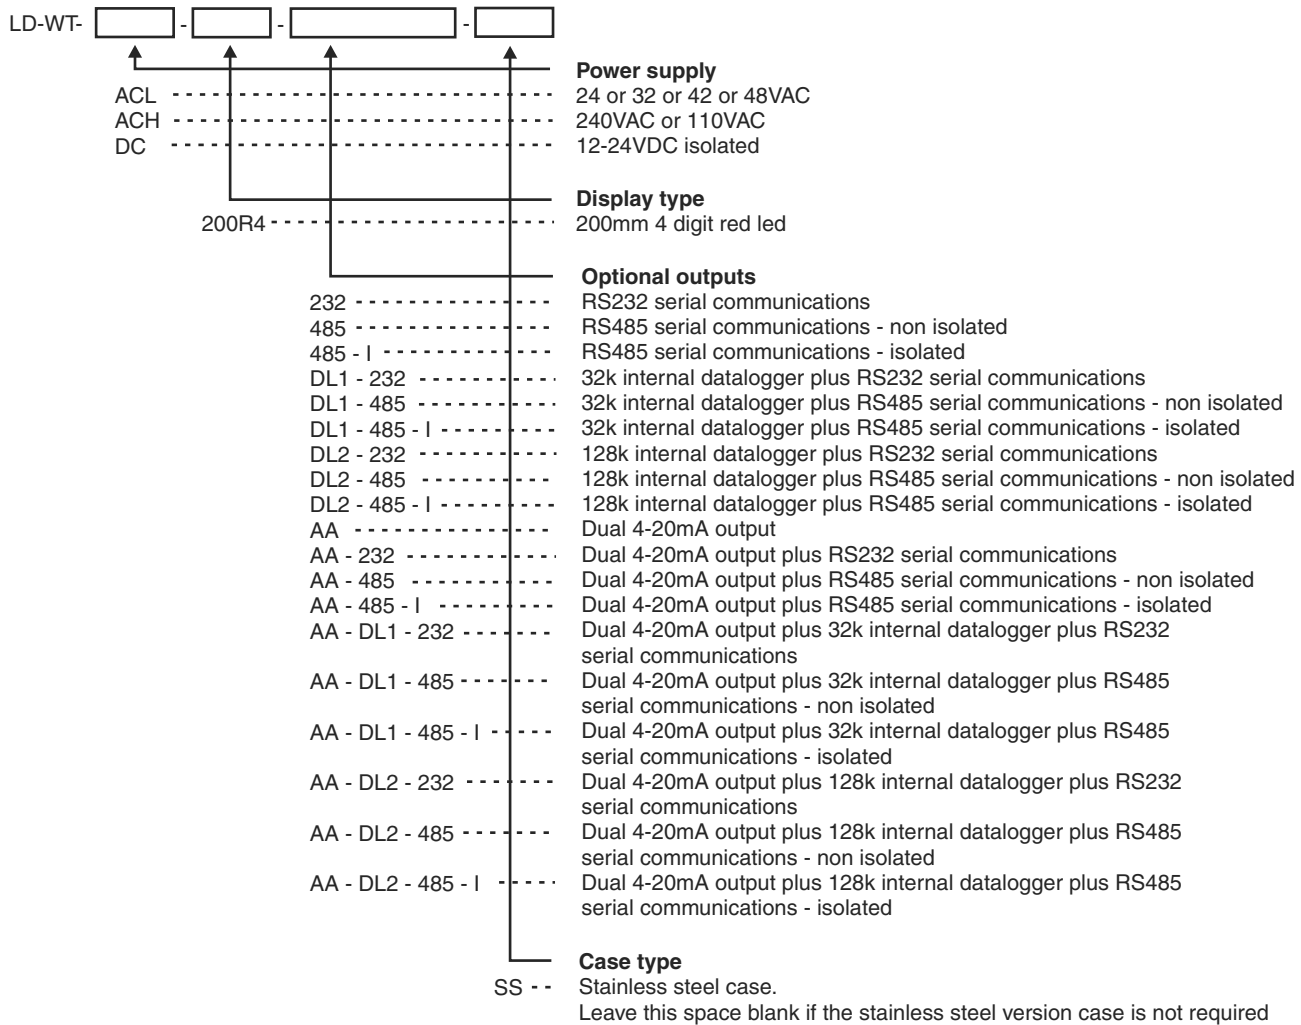 LD-WT- - - -
Power supply
ACL 24 or 32 or 42 or 48VAC
ACH 240VAC or 110VAC
DC 12-24VDC isolated
Display type
200R4 200mm 4 digit red led
Optional outputs
232 RS232 serial communications
485 RS485 serial communications - non isolated
485 - I RS485 serial communications - isolated
DL1 - 232 32k internal datalogger plus RS232 serial communications
DL1 - 485 32k internal datalogger plus RS485 serial communications - non isolated
DL1 - 485 - I 32k internal datalogger plus RS485 serial communications - isolated
DL2 - 232 128k internal datalogger plus RS232 serial communications
DL2 - 485 128k internal datalogger plus RS485 serial communications - non isolated
DL2 - 485 - I 128k internal datalogger plus RS485 serial communications - isolated
AA Dual 4-20mA output
AA - 232 Dual 4-20mA output plus RS232 serial communications
AA - 485 Dual 4-20mA output plus RS485 serial communications - non isolated
AA - 485 - I Dual 4-20mA output plus RS485 serial communications - isolated
AA - DL1 - 232 Dual 4-20mA output plus 32k internal datalogger plus RS232
serial communications
AA - DL1 - 485 Dual 4-20mA output plus 32k internal datalogger plus RS485
serial communications - non isolated
AA - DL1 - 485 - I Dual 4-20mA output plus 32k internal datalogger plus RS485
serial communications - isolated
AA - DL2 - 232 Dual 4-20mA output plus 128k internal datalogger plus RS232
serial communications
AA - DL2 - 485 Dual 4-20mA output plus 128k internal datalogger plus RS485
serial communications - non isolated
AA - DL2 - 485 - I Dual 4-20mA output plus 128k internal datalogger plus RS485
serial communications - isolated
Case type
SS Stainless steel case.
Leave this space blank if the stainless steel version case is not required